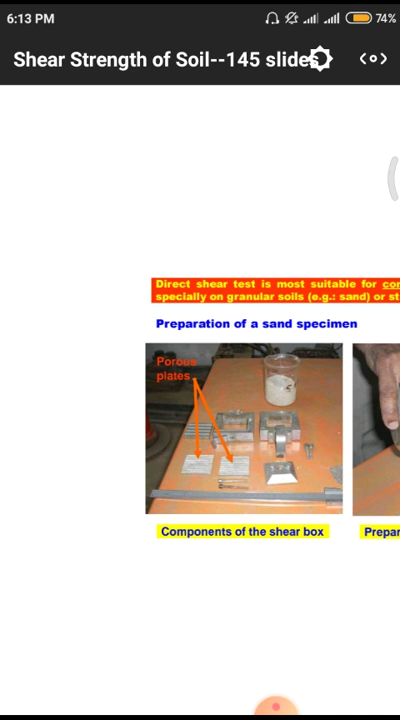 6:13 PM
74%
Shear Strength of Soil--145 slides
Direct shear test is most suitable for
specially on granular soils (e.g.: sand) or
Preparation of a sand specimen
Porous
plates
Components of the shear box